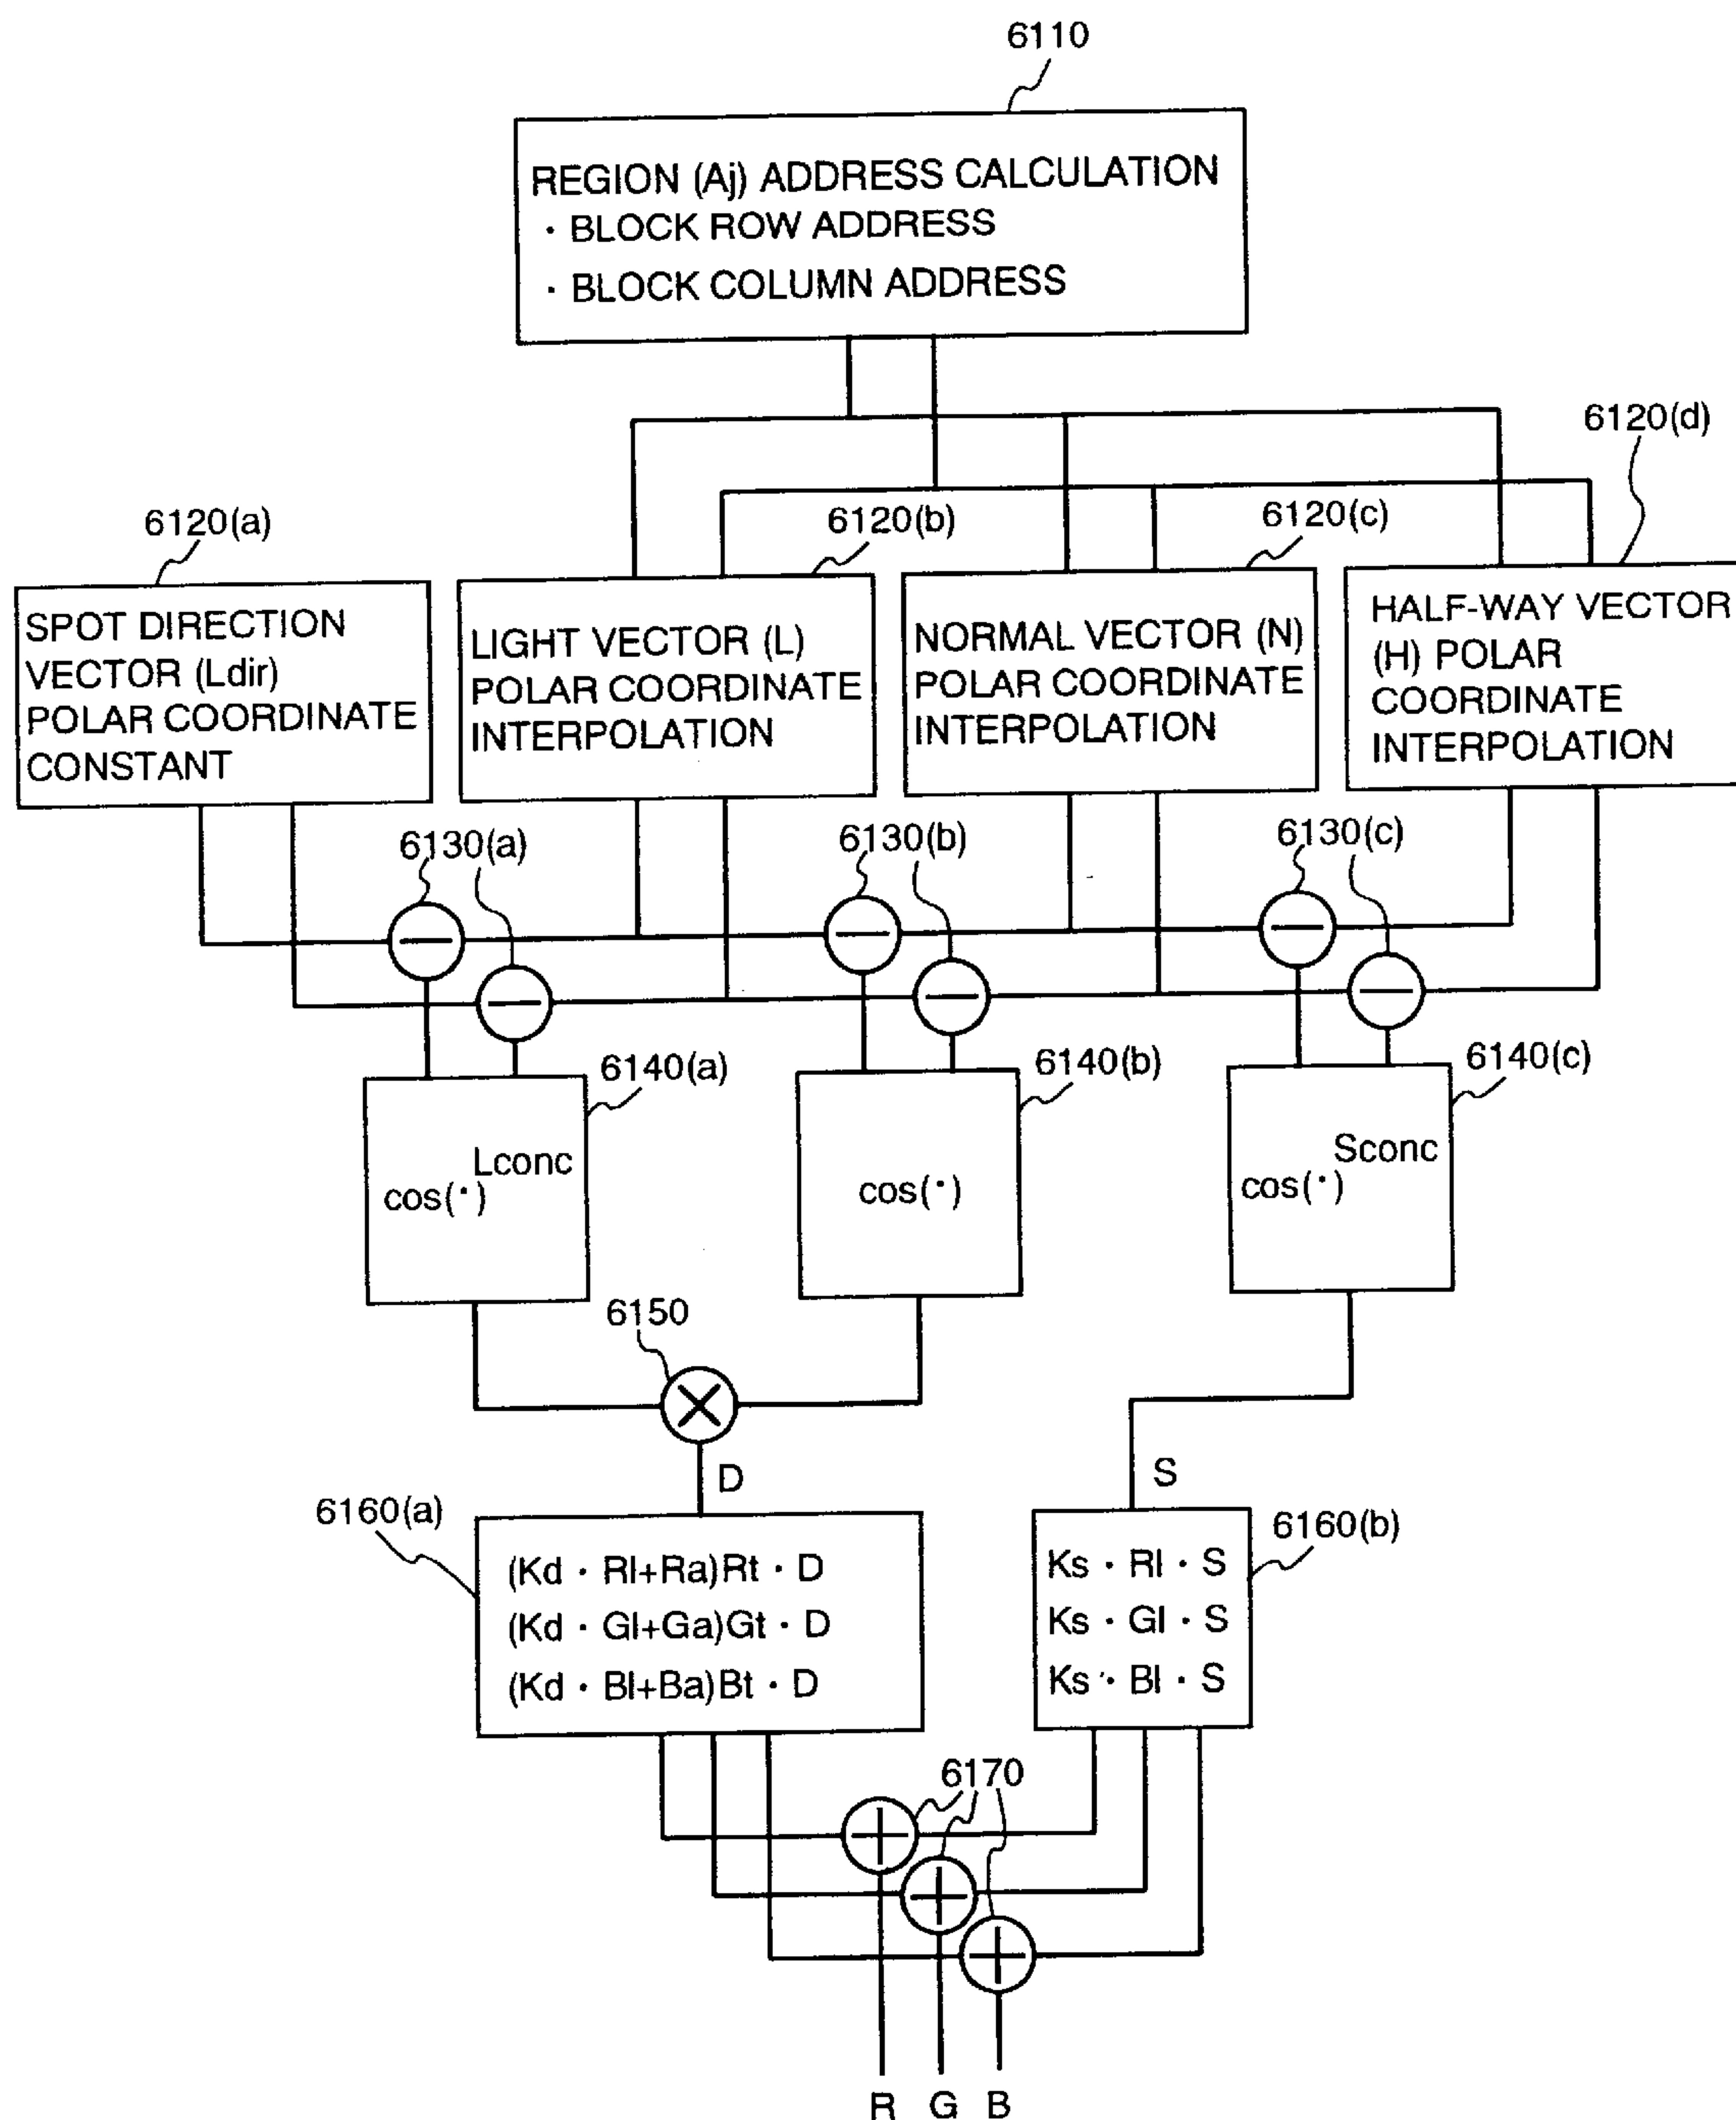 6110
REGION (Aj) ADDRESS CALCULATION
· BLOCK ROW ADDRESS
· BLOCK COLUMN ADDRESS
6120(a)
6120(b)
6120(c)
6120(d)
SPOT DIRECTION
VECTOR (Ldir)
POLAR COORDINATE
CONSTANT
LIGHT VECTOR (L)
POLAR COORDINATE
INTERPOLATION
NORMAL VECTOR (N)
POLAR COORDINATE
INTERPOLATION
HALF-WAY VECTOR
(H) POLAR
COORDINATE
INTERPOLATION
6130(a)
6130(b)
6130(c)
6140(a)
6140(b)
6140(c)
Lconc
cos(·)
cos(·)
Sconc
cos(·)
6150
D
S
6160(a)
6160(b)
(Kd · Rl+Ra)Rt · D
(Kd · Gl+Ga)Gt · D
(Kd · Bl+Ba)Bt · D
Ks · Rl · S
Ks · Gl · S
Ks · Bl · S
6170
R G B